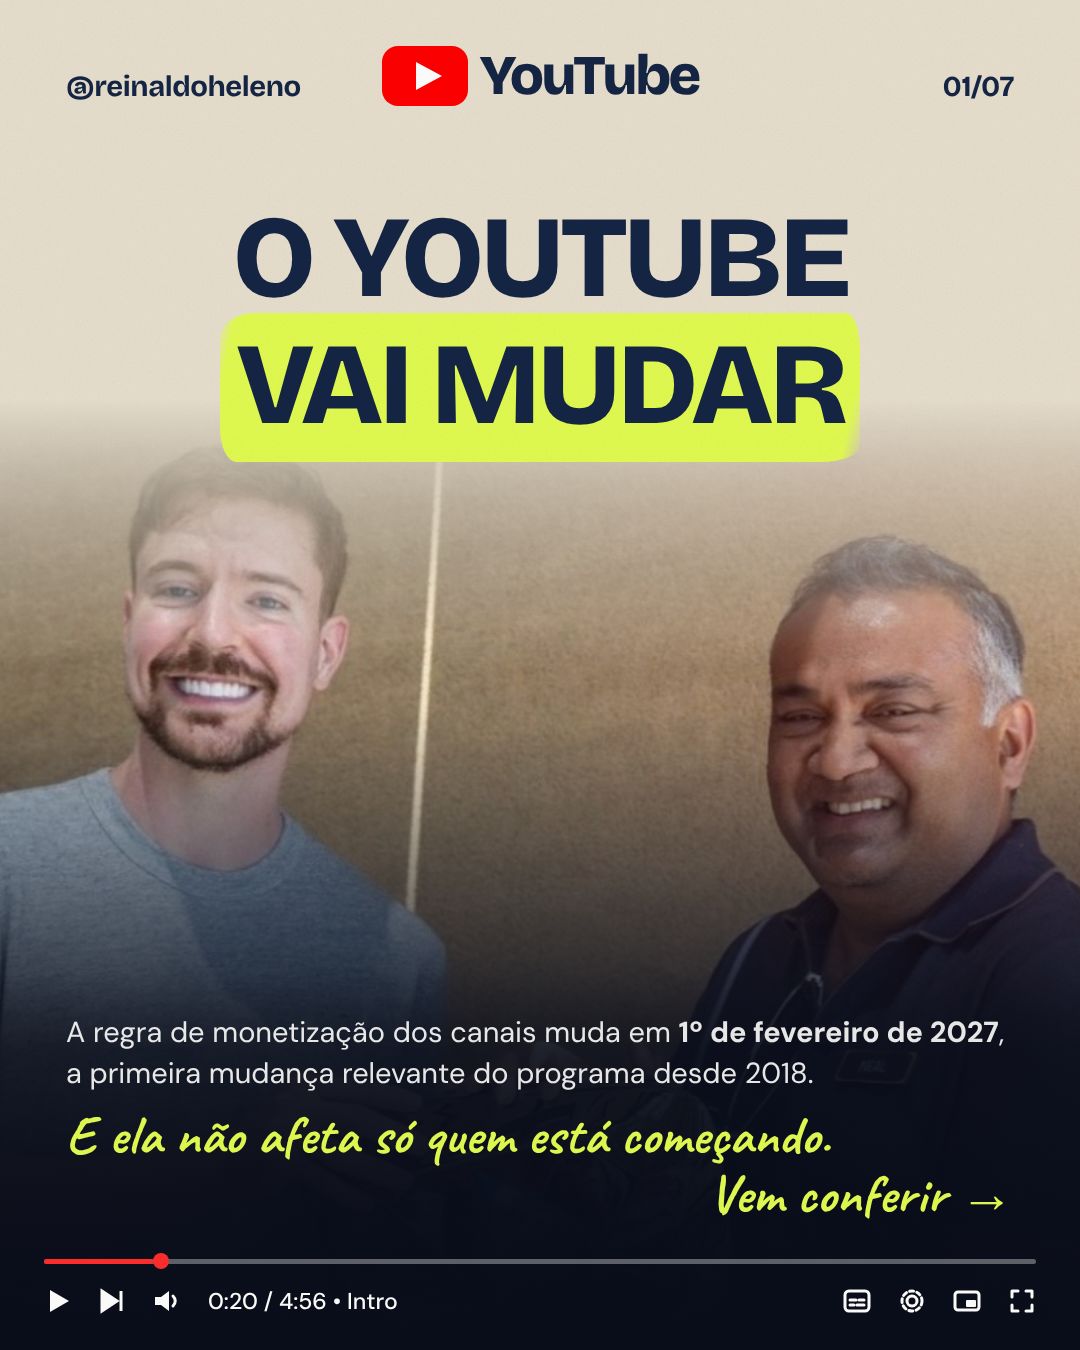 @reinaldoheleno
YouTube
01/07
O YOUTUBE
VAI MUDAR
A regra de monetização dos canais muda em 1º de fevereiro de 2027,
a primeira mudança relevante do programa desde 2018.
E ela não afeta só quem está começando.
Vem conferir →
0:20 / 4:56 • Intro